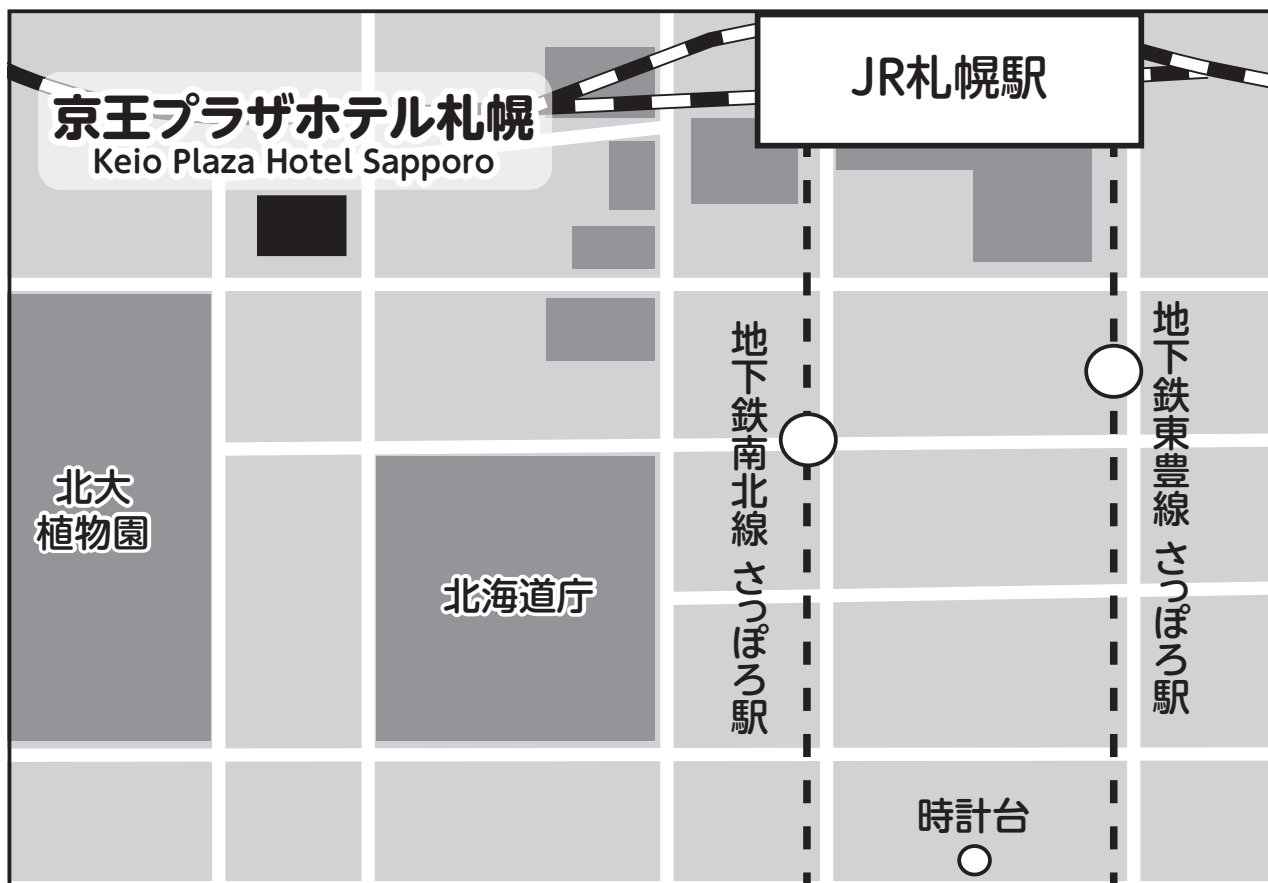 JR札幌駅
京王プラザホテル札幌
Keio Plaza Hotel Sapporo
地下鉄東豊線 さっぽろ駅
地下鉄南北線 さっぽろ駅
北大
植物園
北海道庁
時計台